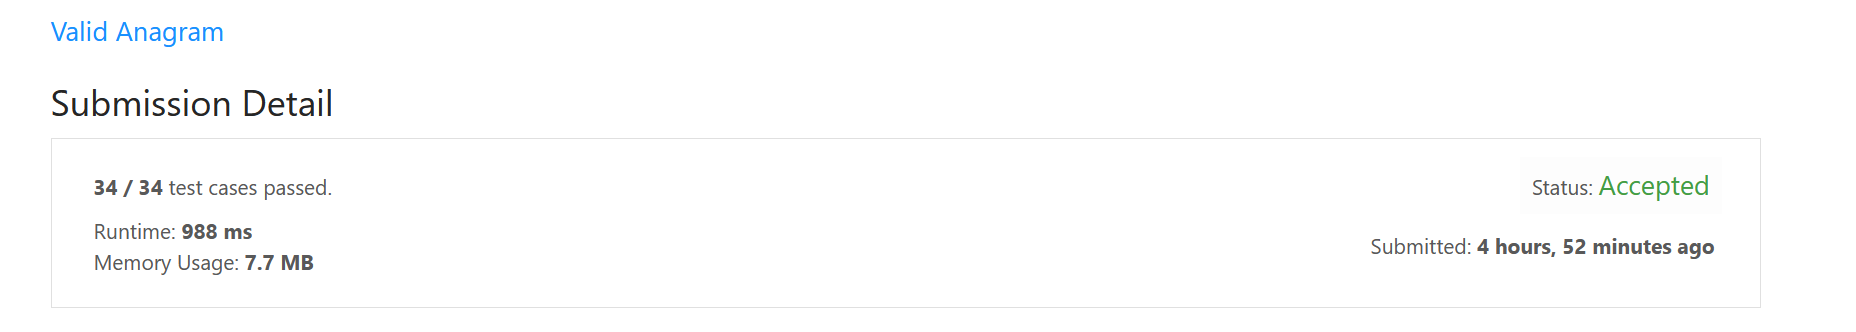 Valid Anagram
Submission Detail
34 / 34 test cases passed.
Status: Accepted
Runtime: 988 ms
Submitted: 4 hours, 52 minutes ago
Memory Usage: 7.7 MB